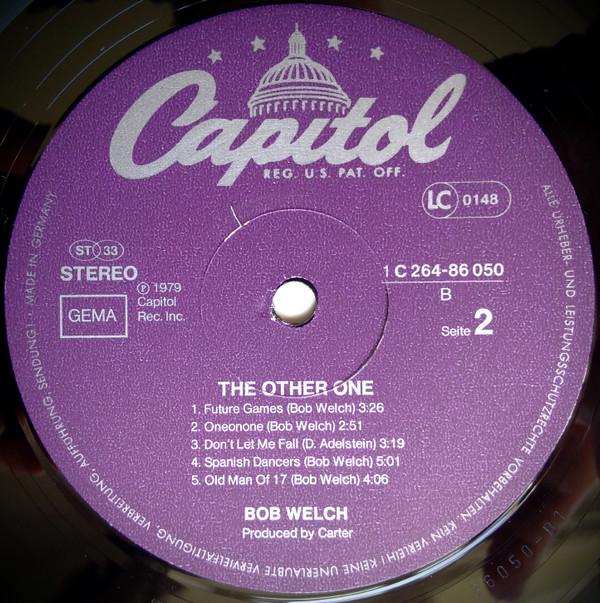 Capitol
REG. U.S. PAT. OFF.
LC 0148
ST 33
STEREO
GEMA
℗ 1979
Capitol
Rec. Inc.
1 C 264-86 050
B
Seite 2
THE OTHER ONE
1. Future Games (Bob Welch) 3:26
2. Oneonone (Bob Welch) 2:51
3. Don't Let Me Fall (D. Adelstein) 3:19
4. Spanish Dancers (Bob Welch) 5:01
5. Old Man Of 17 (Bob Welch) 4:06
BOB WELCH
Produced by Carter
ALLE URHEBER- UND LEISTUNGSSCHUTZRECHTE VORBEHALTEN. KEIN VERLEIH! KEINE UNERLAUBTE VERVIELFÄLTIGUNG, VERBREITUNG, AUFFÜHRUNG, SENDUNG! · MADE IN GERMANY
6050-B1